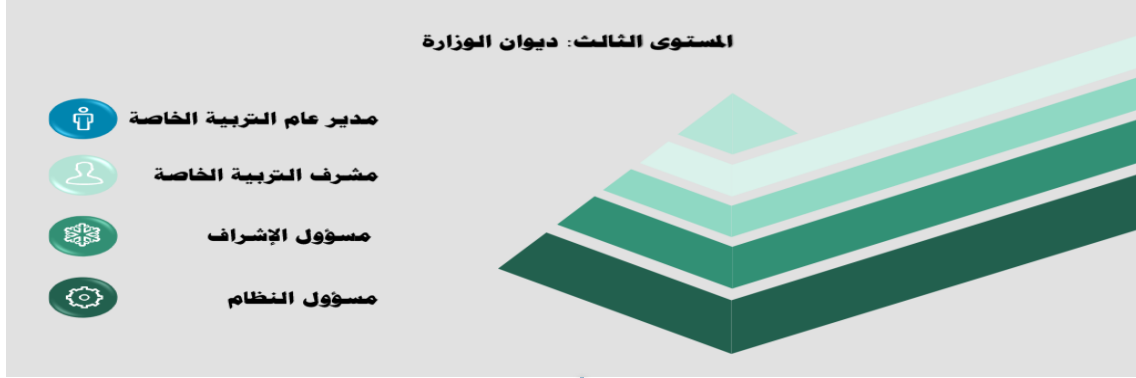 المستوى الثالث: ديوان الوزارة
مدير عام التربية الخاصة
مشرف التربية الخاصة
مسؤول الإشراف
مسؤول النظام